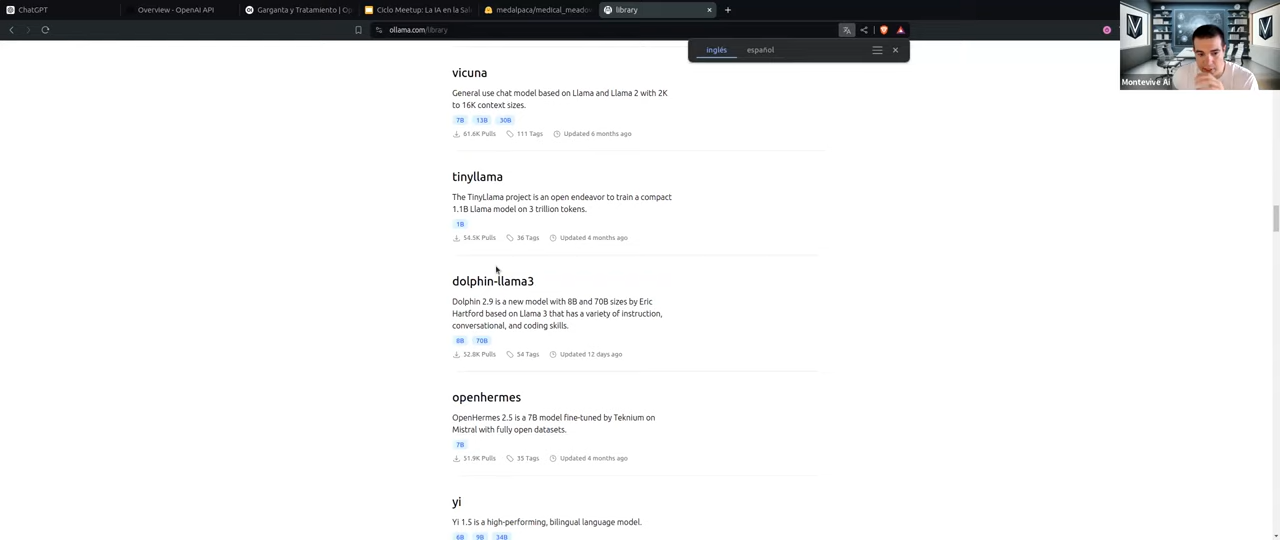 ChatGPT
Overview - OpenAI API
Garganta y Tratamiento | Op
Ciclo Meetup: La IA en la Sal
medalpaca/medical_meadow
library
ollama.com/library
inglés español
Montevive Ai
vicuna
General use chat model based on Llama and Llama 2 with 2K
to 16K context sizes.
7B 13B 30B
61.6K Pulls 111 Tags Updated 6 months ago
tinyllama
The TinyLlama project is an open endeavor to train a compact
1.1B Llama model on 3 trillion tokens.
1B
54.5K Pulls 36 Tags Updated 4 months ago
dolphin-llama3
Dolphin 2.9 is a new model with 8B and 70B sizes by Eric
Hartford based on Llama 3 that has a variety of instruction,
conversational, and coding skills.
8B 70B
52.8K Pulls 54 Tags Updated 12 days ago
openhermes
OpenHermes 2.5 is a 7B model fine-tuned by Teknium on
Mistral with fully open datasets.
7B
51.9K Pulls 35 Tags Updated 4 months ago
yi
Yi 1.5 is a high-performing, bilingual language model.
6B 9B 34B